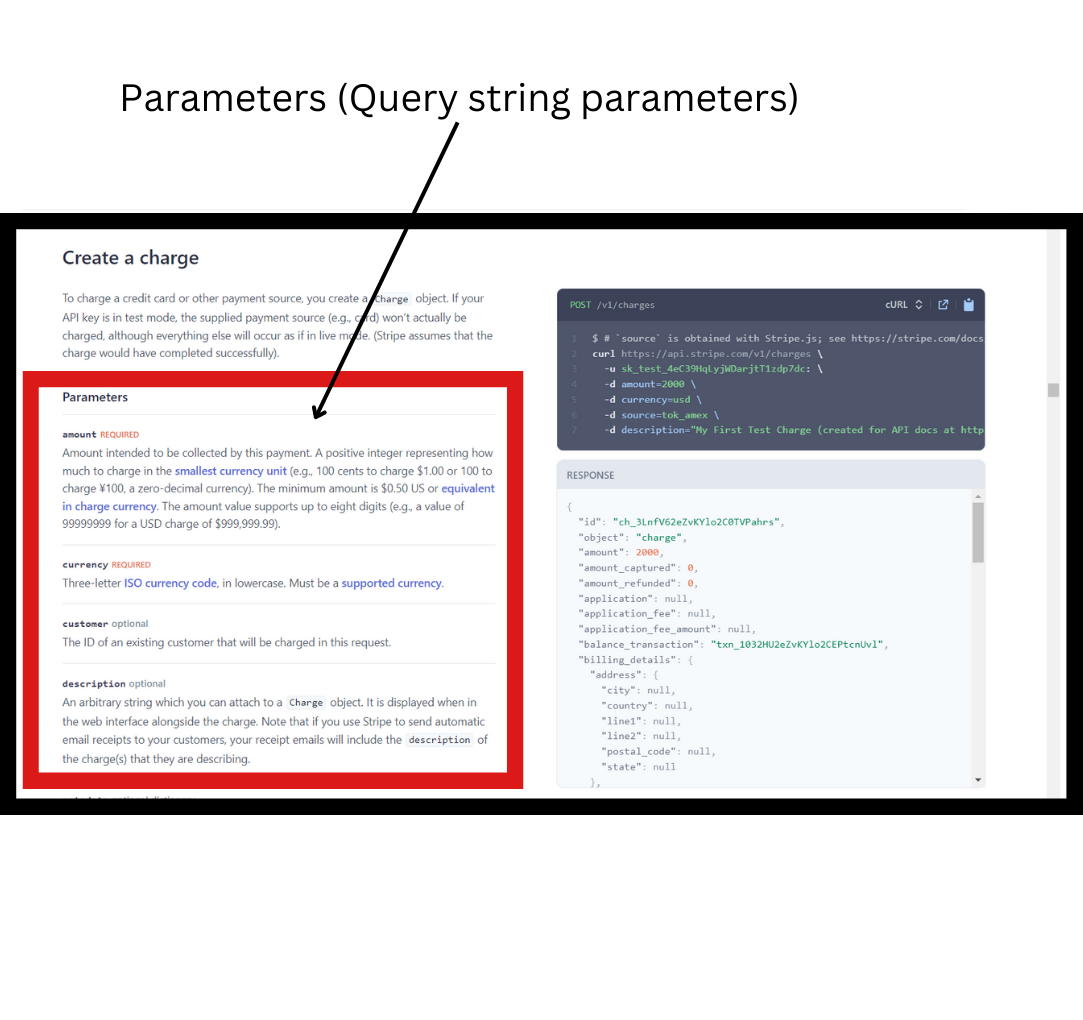 Parameters (Query string parameters)
Create a charge
To charge a credit card or other payment source, you create a Charge object. If your
API key is in test mode, the supplied payment source (e.g., card) won't actually be
charged, although everything else will occur as if in live mode. (Stripe assumes that the
charge would have completed successfully).
Parameters
amount REQUIRED
Amount intended to be collected by this payment. A positive integer representing how
much to charge in the smallest currency unit (e.g., 100 cents to charge $1.00 or 100 to
charge ¥100, a zero-decimal currency). The minimum amount is $0.50 US or equivalent
in charge currency. The amount value supports up to eight digits (e.g., a value of
99999999 for a USD charge of $999,999.99).
currency REQUIRED
Three-letter ISO currency code, in lowercase. Must be a supported currency.
customer optional
The ID of an existing customer that will be charged in this request.
description optional
An arbitrary string which you can attach to a Charge object. It is displayed when in
the web interface alongside the charge. Note that if you use Stripe to send automatic
email receipts to your customers, your receipt emails will include the description of
the charge(s) that they are describing.
POST /v1/charges cURL
1 $ # `source` is obtained with Stripe.js; see https://stripe.com/docs
2 curl https://api.stripe.com/v1/charges \
3 -u sk_test_4eC39HqLyjWDarjtT1zdp7dc: \
4 -d amount=2000 \
5 -d currency=usd \
6 -d source=tok_amex \
7 -d description="My First Test Charge (created for API docs at http
RESPONSE
{
"id": "ch_3LnfV62eZvKYlo2C0TVPahrs",
"object": "charge",
"amount": 2000,
"amount_captured": 0,
"amount_refunded": 0,
"application": null,
"application_fee": null,
"application_fee_amount": null,
"balance_transaction": "txn_1032HU2eZvKYlo2CEPtcnUvl",
"billing_details": {
"address": {
"city": null,
"country": null,
"line1": null,
"line2": null,
"postal_code": null,
"state": null
},